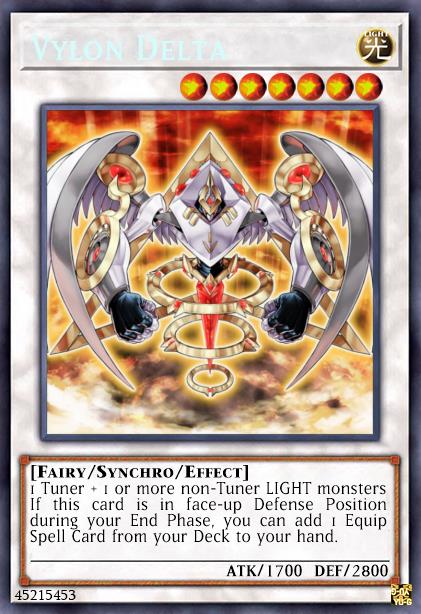 Vylon Delta
LIGHT
光
[Fairy/Synchro/Effect]
1 Tuner + 1 or more non-Tuner LIGHT monsters
If this card is in face-up Defense Position
during your End Phase, you can add 1 Equip
Spell Card from your Deck to your hand.
ATK/1700 DEF/2800
45215453